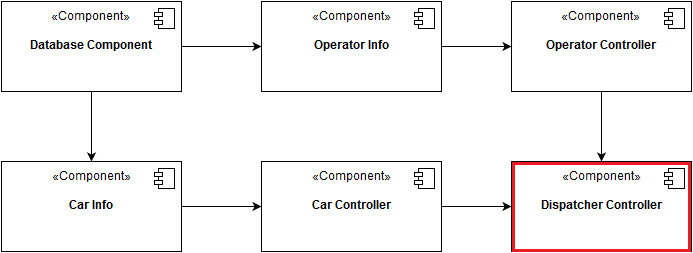 «Component»
Database Component
«Component»
Operator Info
«Component»
Operator Controller
«Component»
Car Info
«Component»
Car Controller
«Component»
Dispatcher Controller